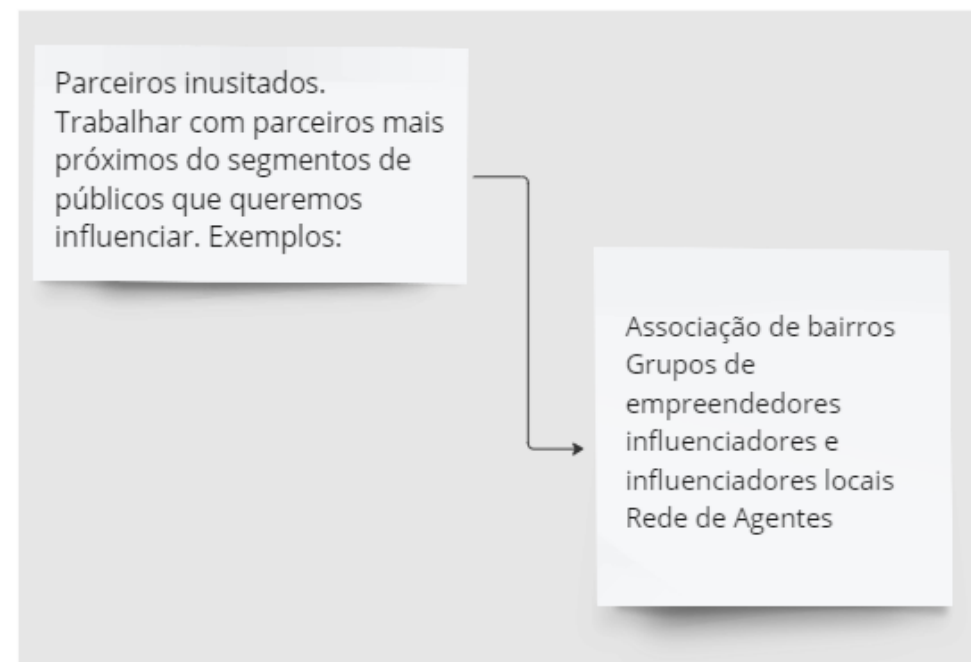 Parceiros inusitados.
Trabalhar com parceiros mais
próximos do segmentos de
públicos que queremos
influenciar. Exemplos:
Associação de bairros
Grupos de
empreendedores
influenciadores e
influenciadores locais
Rede de Agentes